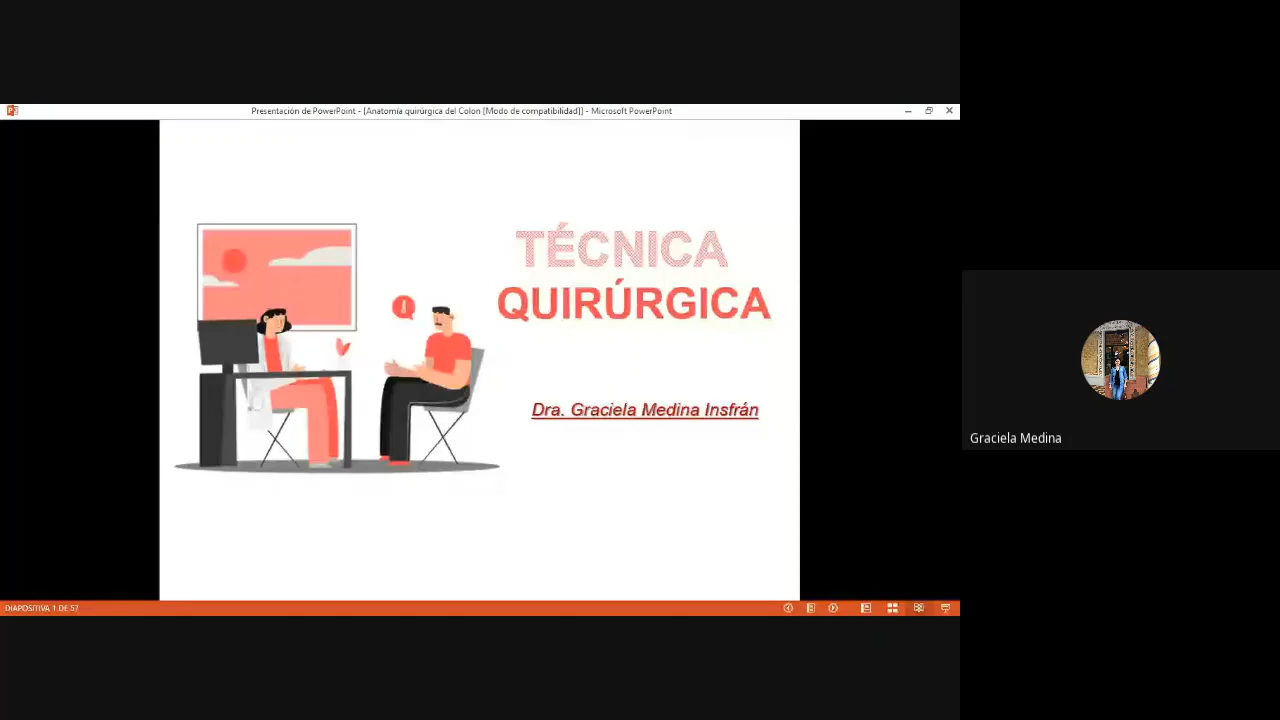 Presentación de PowerPoint - [Anatomía quirúrgica del Colon [Modo de compatibilidad]] - Microsoft PowerPoint
TÉCNICA
QUIRÚRGICA
Dra. Graciela Medina Insfrán
Graciela Medina
DIAPOSITIVA 1 DE 57